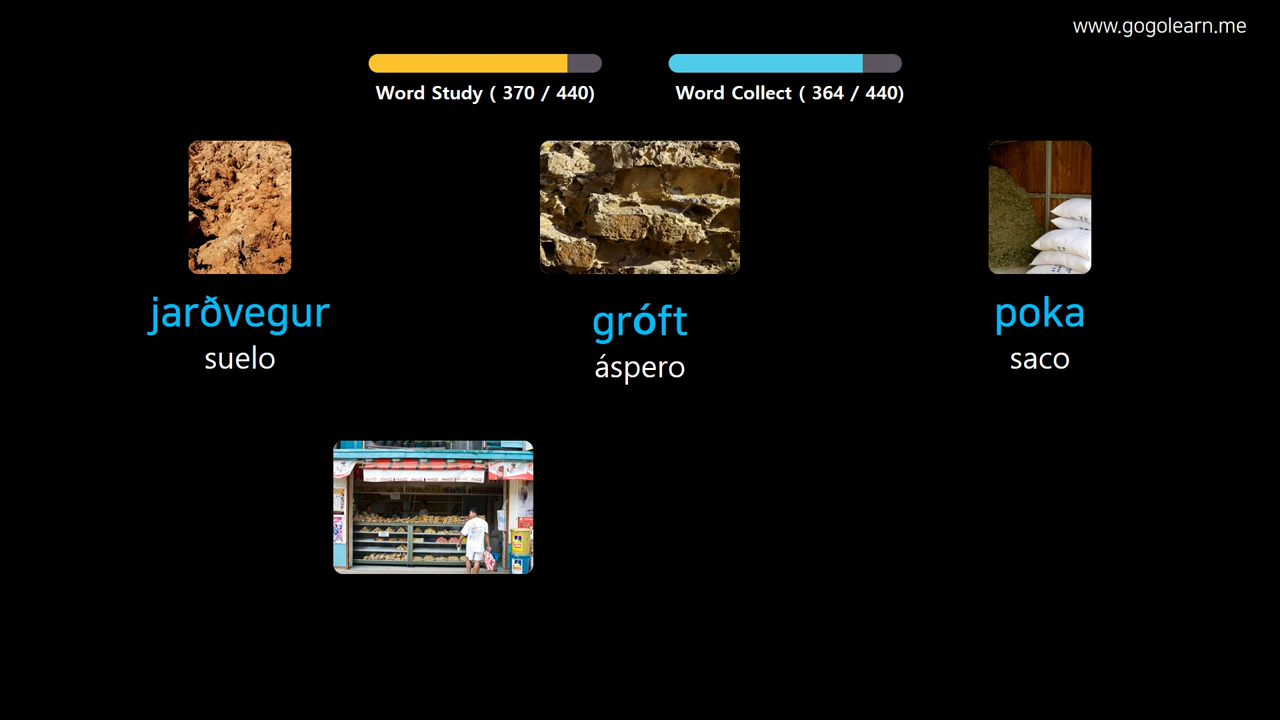 www.gogolearn.me
Word Study ( 370 / 440)
Word Collect ( 364 / 440)
jarðvegur
gróft
poka
suelo
áspero
saco